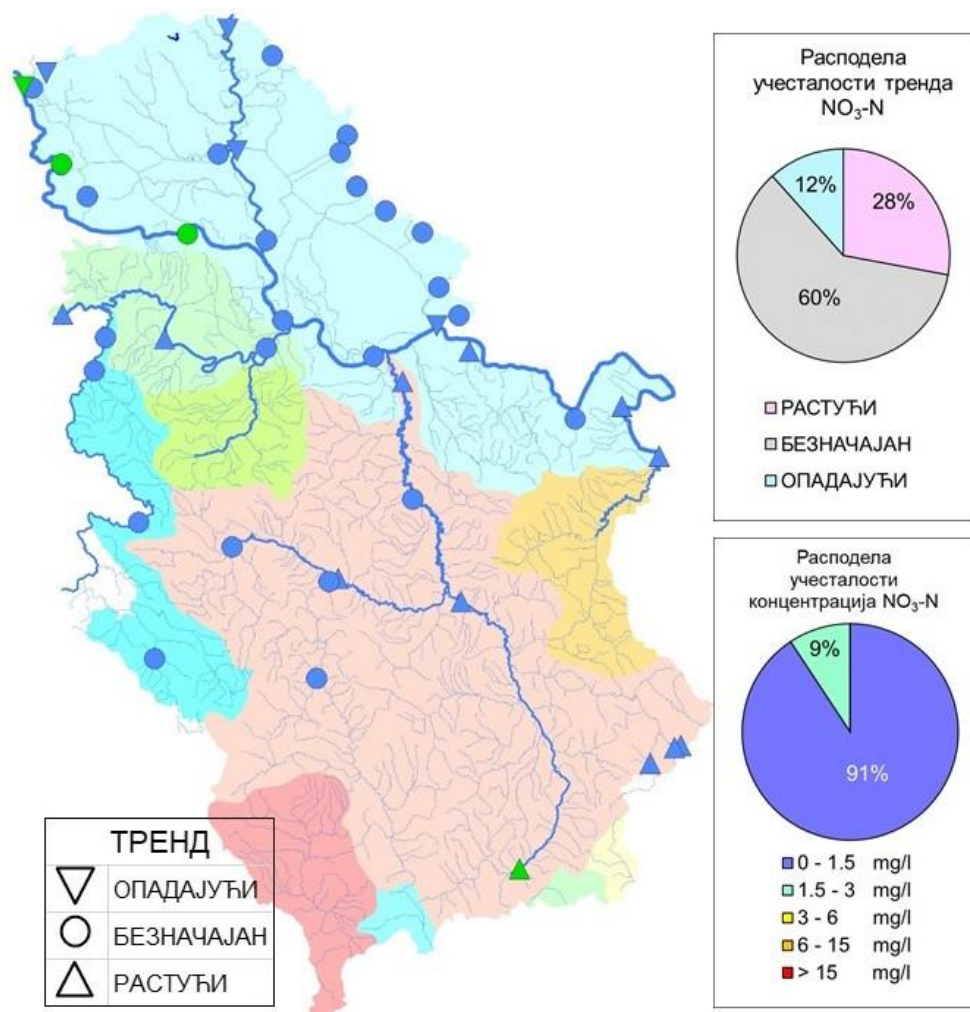 Расподела
учесталости тренда
NO₃-N
12%
28%
60%
РАСТУЋИ
БЕЗНАЧАЈАН
ОПАДАЈУЋИ
Расподела
учесталости
концентрација NO₃-N
9%
91%
0 - 1.5 mg/l
1.5 - 3 mg/l
3 - 6 mg/l
6 - 15 mg/l
> 15 mg/l
ТРЕНД
ОПАДАЈУЋИ
БЕЗНАЧАЈАН
РАСТУЋИ